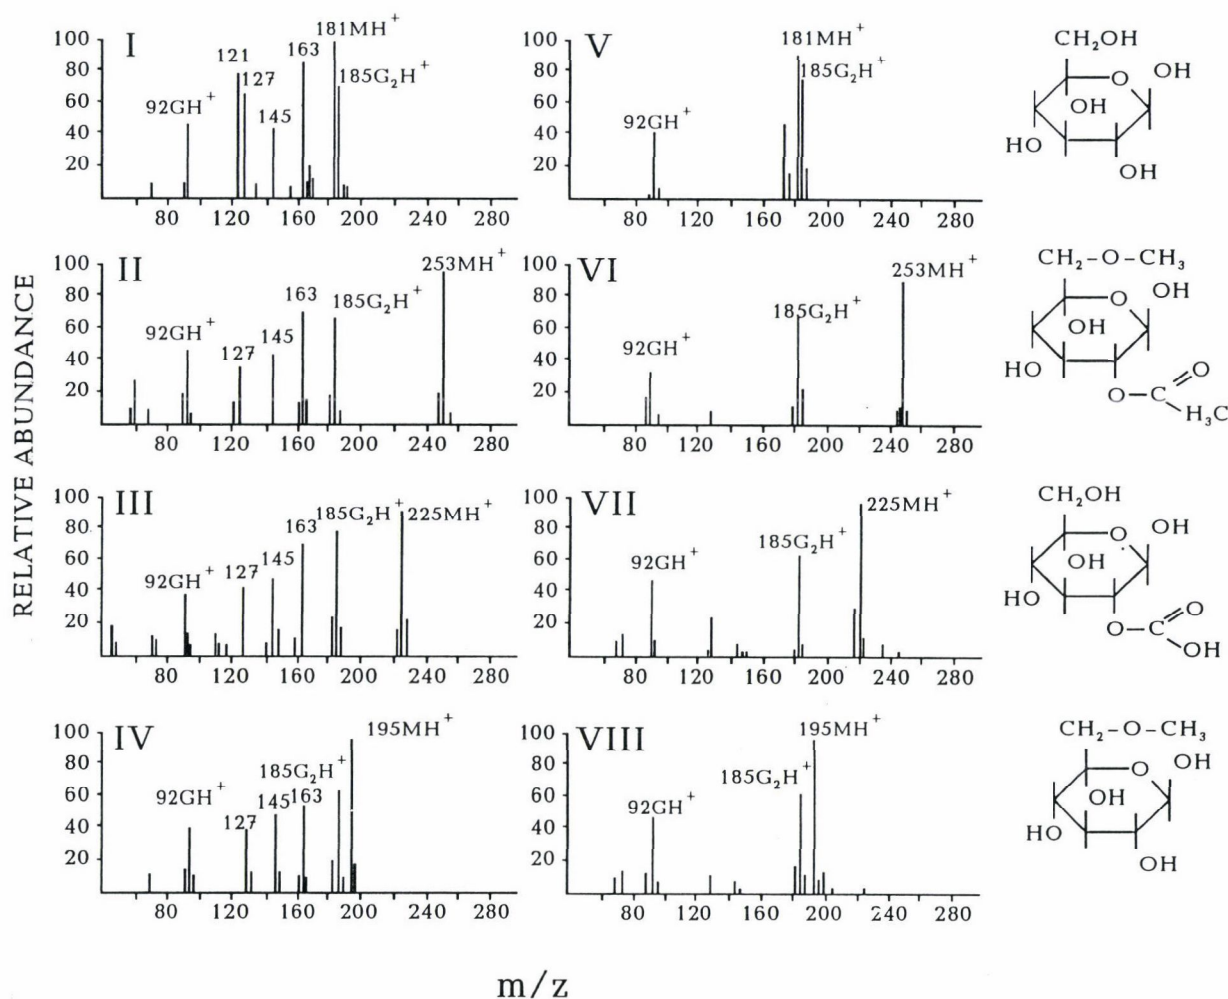 RELATIVE ABUNDANCE
I
100
80
60
40
20
92GH+
121
127
145
163
181MH+
185G2H+
80 120 160 200 240 280
V
100
80
60
40
20
92GH+
181MH+
185G2H+
80 120 160 200 240 280
CH2OH
O
OH
OH
HO
OH
II
100
80
60
40
20
92GH+
127
145
163
185G2H+
253MH+
80 120 160 200 240 280
VI
100
80
60
40
20
92GH+
185G2H+
253MH+
80 120 160 200 240 280
CH2-O-CH3
O
OH
OH
HO
O-C
O
H3C
III
100
80
60
40
20
92GH+
127
145
163
185G2H+
225MH+
80 120 160 200 240 280
VII
100
80
60
40
20
92GH+
185G2H+
225MH+
80 120 160 200 240 280
CH2OH
O
OH
OH
HO
O-C
O
OH
IV
100
80
60
40
20
92GH+
127
145
163
185G2H+
195MH+
80 120 160 200 240 280
VIII
100
80
60
40
20
92GH+
185G2H+
195MH+
80 120 160 200 240 280
CH2-O-CH3
O
OH
OH
HO
OH
m/z